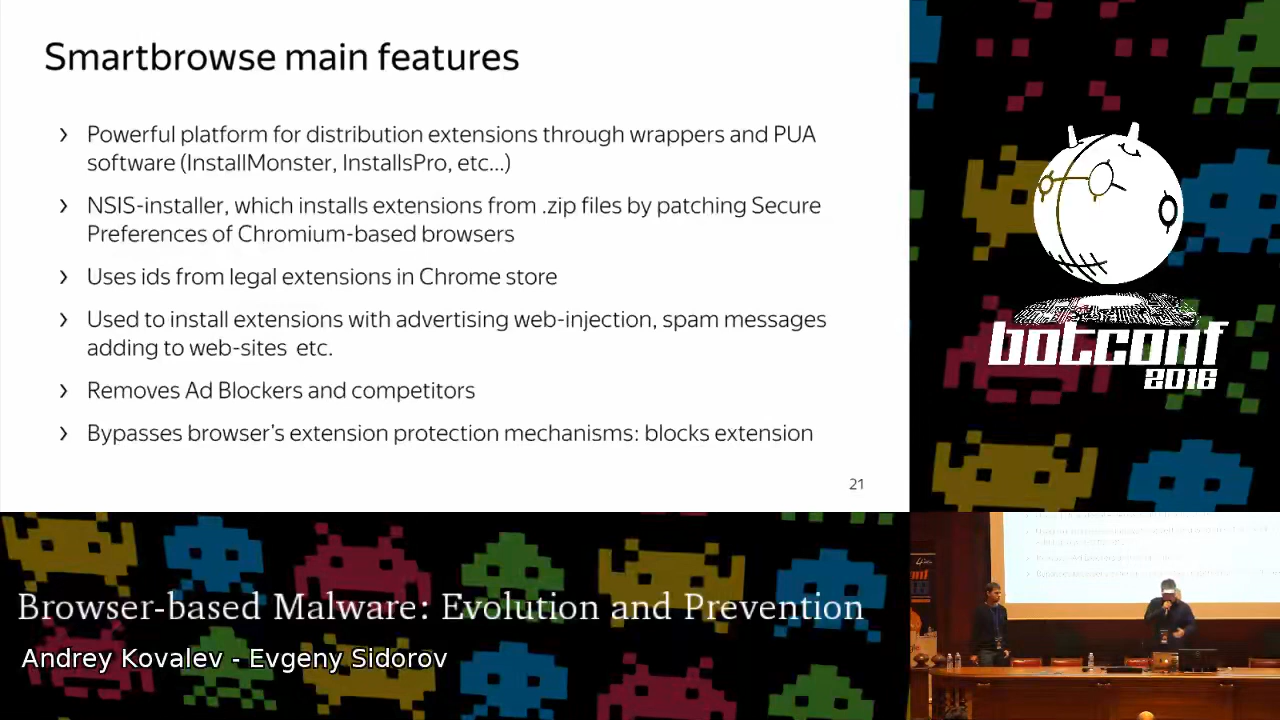 Smartbrowse main features
› Powerful platform for distribution extensions through wrappers and PUA
software (InstallMonster, InstallsPro, etc...)
› NSIS-installer, which installs extensions from .zip files by patching Secure
Preferences of Chromium-based browsers
› Uses ids from legal extensions in Chrome store
› Used to install extensions with advertising web-injection, spam messages
adding to web-sites etc.
› Removes Ad Blockers and competitors
› Bypasses browser's extension protection mechanisms: blocks extension
21
botconf
2016
Browser-based Malware: Evolution and Prevention
Andrey Kovalev - Evgeny Sidorov